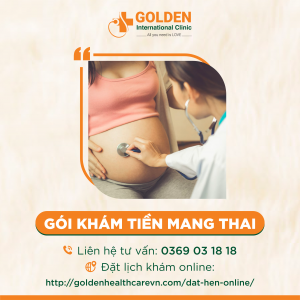 GOLDEN
International Clinic
All you need is LOVE
GÓI KHÁM TIỀN MANG THAI
Liên hệ tư vấn: 0369 03 18 18
Đặt lịch khám online:
http://goldenhealthcarevn.com/dat-hen-online/